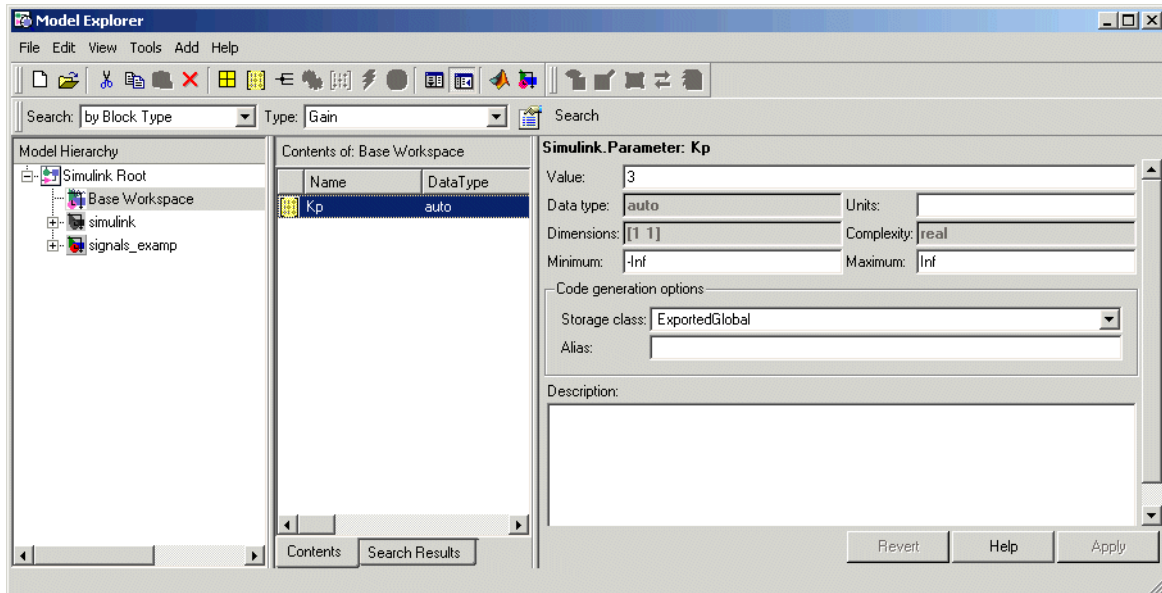 Model Explorer
File Edit View Tools Add Help
Search: by Block Type Type: Gain Search
Model Hierarchy
Simulink Root
Base Workspace
simulink
signals_examp
Contents of: Base Workspace
Name DataType
Kp auto
Contents Search Results
Simulink.Parameter: Kp
Value: 3
Data type: auto Units:
Dimensions: [1 1] Complexity: real
Minimum: -Inf Maximum: Inf
Code generation options
Storage class: ExportedGlobal
Alias:
Description:
Revert Help Apply